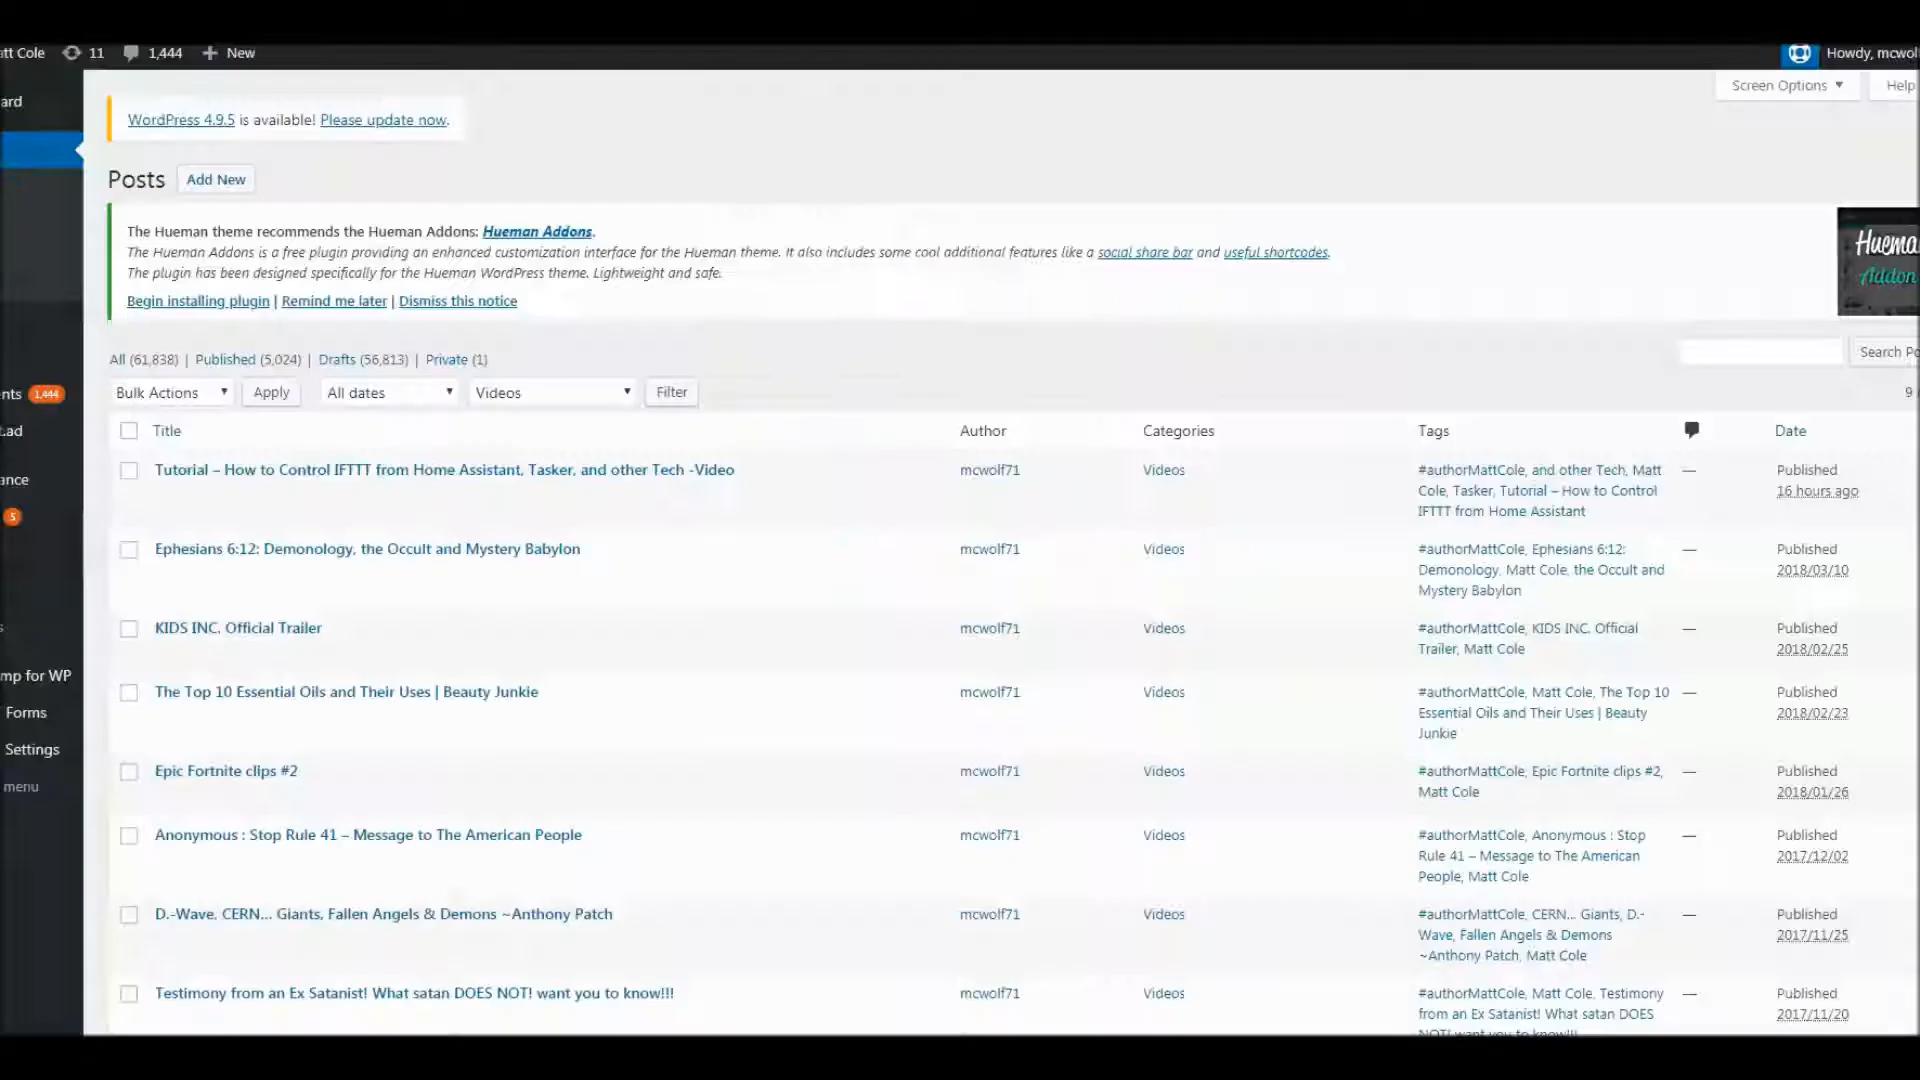 tt Cole 11 1,444 New Howdy, mcwol
Screen Options Help
ard
WordPress 4.9.5 is available! Please update now.
Posts Add New
The Hueman theme recommends the Hueman Addons: Hueman Addons.
The Hueman Addons is a free plugin providing an enhanced customization interface for the Hueman theme. It also includes some cool additional features like a social share bar and useful shortcodes.
The plugin has been designed specifically for the Hueman WordPress theme. Lightweight and safe.
Begin installing plugin | Remind me later | Dismiss this notice
Huema
Addon
All (61,838) | Published (5,024) | Drafts (56,813) | Private (1)
Search Po
Bulk Actions Apply All dates Videos Filter
9
nts 1,444
.ad
ance
5
s
mp for WP
Forms
Settings
menu
Title Author Categories Tags Date
Tutorial – How to Control IFTTT from Home Assistant, Tasker, and other Tech -Video mcwolf71 Videos #authorMattCole, and other Tech, Matt — Published
Cole, Tasker, Tutorial – How to Control 16 hours ago
IFTTT from Home Assistant
Ephesians 6:12: Demonology, the Occult and Mystery Babylon mcwolf71 Videos #authorMattCole, Ephesians 6:12: — Published
Demonology, Matt Cole, the Occult and 2018/03/10
Mystery Babylon
KIDS INC. Official Trailer mcwolf71 Videos #authorMattCole, KIDS INC. Official — Published
Trailer, Matt Cole 2018/02/25
The Top 10 Essential Oils and Their Uses | Beauty Junkie mcwolf71 Videos #authorMattCole, Matt Cole, The Top 10 — Published
Essential Oils and Their Uses | Beauty 2018/02/23
Junkie
Epic Fortnite clips #2 mcwolf71 Videos #authorMattCole, Epic Fortnite clips #2, — Published
Matt Cole 2018/01/26
Anonymous : Stop Rule 41 – Message to The American People mcwolf71 Videos #authorMattCole, Anonymous : Stop — Published
Rule 41 – Message to The American 2017/12/02
People, Matt Cole
D.-Wave, CERN... Giants, Fallen Angels & Demons ~Anthony Patch mcwolf71 Videos #authorMattCole, CERN... Giants, D.- — Published
Wave, Fallen Angels & Demons 2017/11/25
~Anthony Patch, Matt Cole
Testimony from an Ex Satanist! What satan DOES NOT! want you to know!!! mcwolf71 Videos #authorMattCole, Matt Cole, Testimony — Published
from an Ex Satanist! What satan DOES 2017/11/20
NOT! want you to know!!!